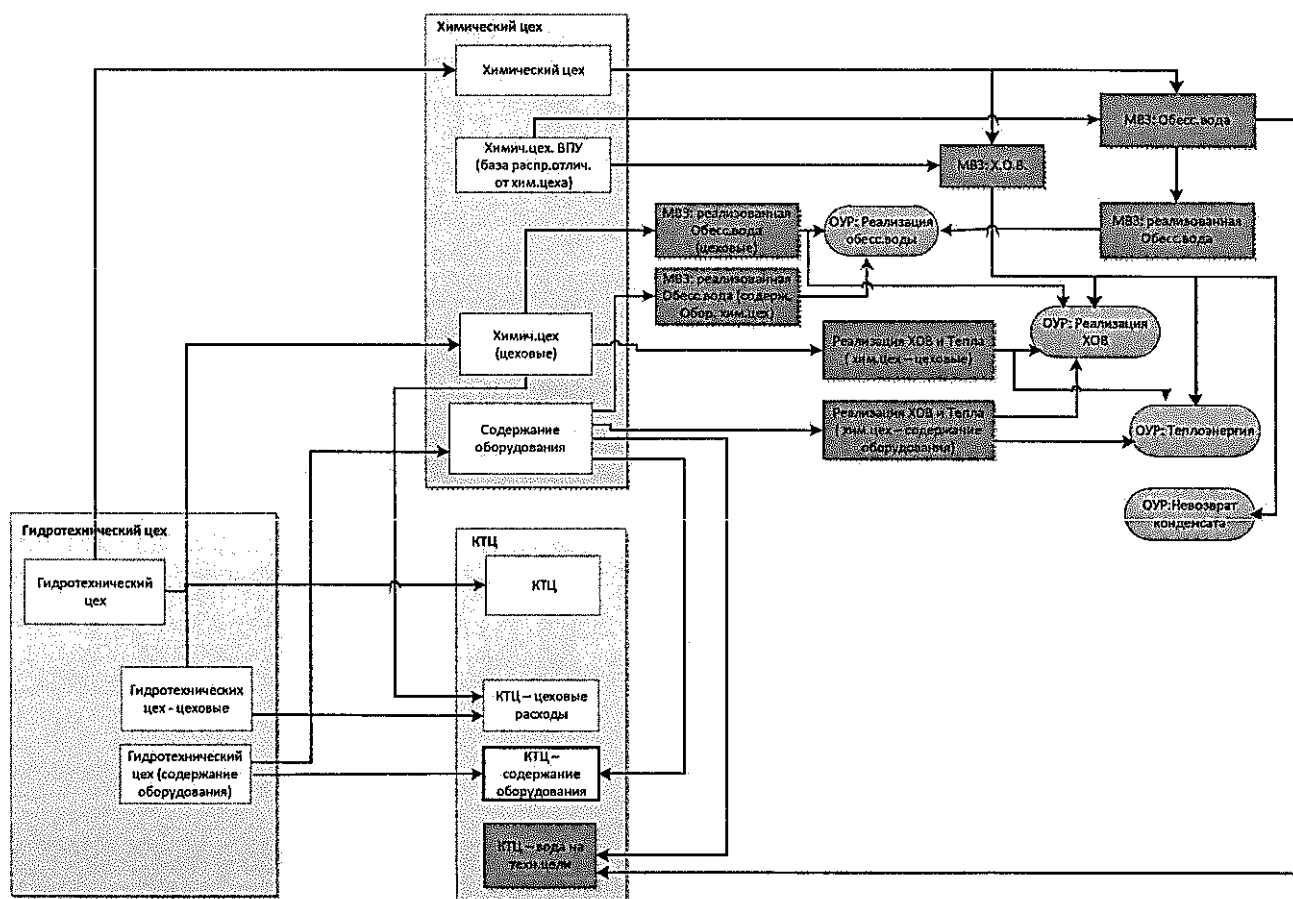 Химический цех
Химический цех
Химич.цех. ВПУ
(база распр.отлич.
от хим.цеха)
МВЗ: Обесс.вода
МВЗ: Х.О.В.
МВЗ: реализованная
Обесс.вода
(цеховые)
ОУР: Реализация
обесс.воды
МВЗ: реализованная
Обесс.вода
МВЗ: реализованная
Обесс.вода (содерж.
Обор. хим.цех)
Химич.цех
(цеховые)
Реализация ХОВ и Тепла
( хим.цех – цеховые)
ОУР: Реализация
ХОВ
Содержание
оборудования
Реализация ХОВ и Тепла
( хим.цех – содержание
оборудования)
ОУР: Теплоэнергия
ОУР:Невозврат
конденсата
Гидротехнический цех
Гидротехнический
цех
КТЦ
КТЦ
Гидротехнических
цех - цеховые
КТЦ – цеховые
расходы
Гидротехнический
цех (содержание
оборудования)
КТЦ –
содержание
оборудования
КТЦ – вода на
техн.цели